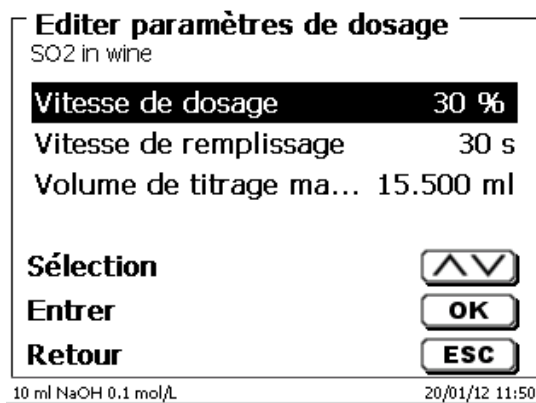 Editer paramètres de dosage
SO2 in wine
Vitesse de dosage 30 %
Vitesse de remplissage 30 s
Volume de titrage ma... 15.500 ml
Sélection
Entrer OK
Retour ESC
10 ml NaOH 0.1 mol/L 20/01/12 11:50